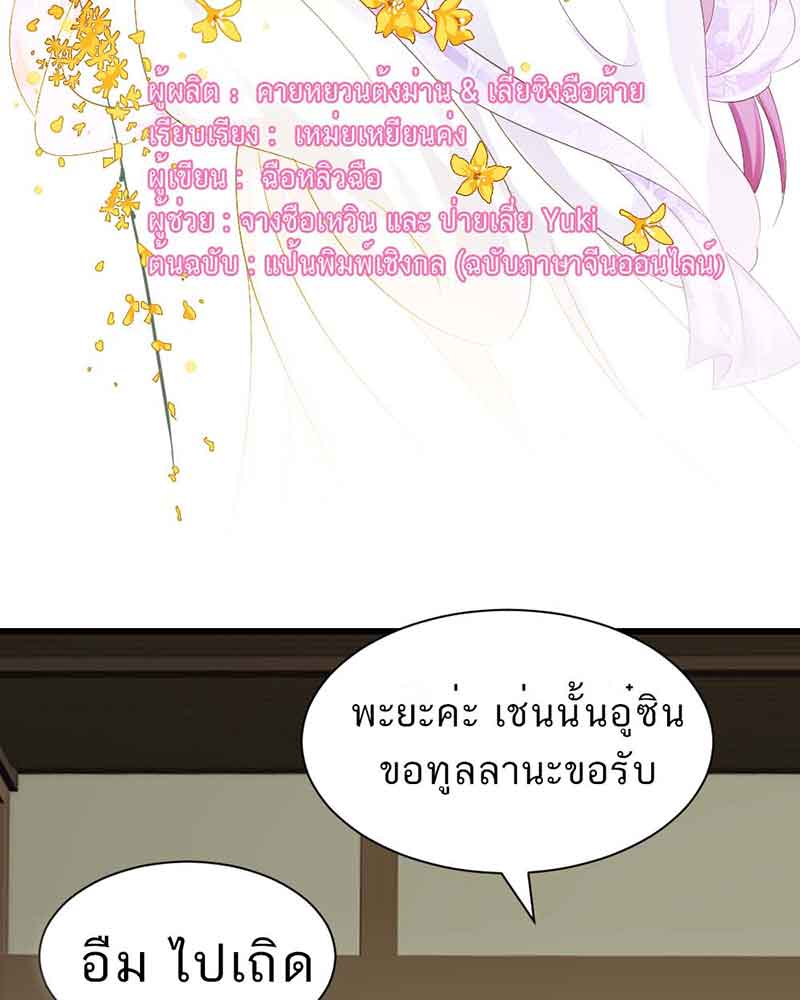 ผู้ผลิต : คายหยวนต้งม่าน & เลี่ยซิงฉือต้าย
เรียบเรียง : เหม่ยเหยียนค่ง
ผู้เขียน : ฉือหลิวฉือ
ผู้ช่วย : จางซือเหวิน และ ป่ายเลี่ย Yuki
ต้นฉบับ : แป้นพิมพ์เชิงกล (ฉบับภาษาจีนออนไลน์)
พะยะค่ะ เช่นนั้นอู๋ซิน
ขอทูลลานะขอรับ
อืม ไปเถิด